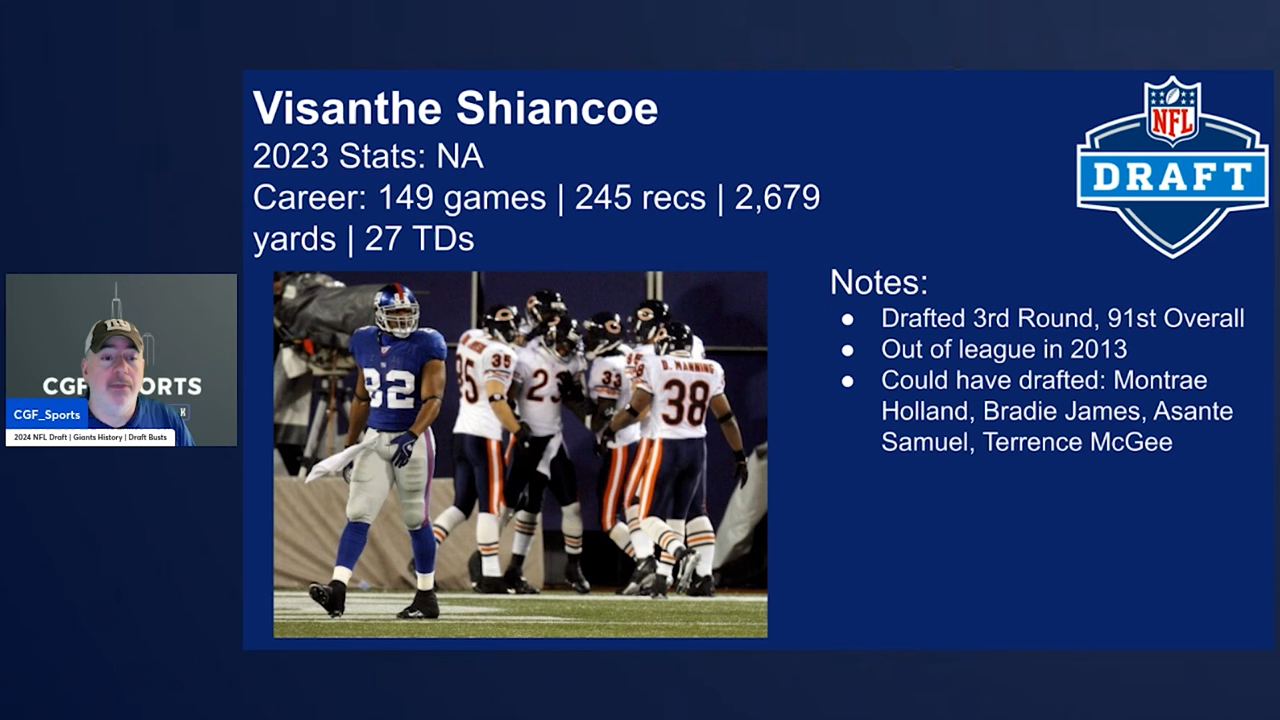 Visanthe Shiancoe
2023 Stats: NA
Career: 149 games | 245 recs | 2,679
yards | 27 TDs
NFL
DRAFT
Notes:
● Drafted 3rd Round, 91st Overall
● Out of league in 2013
● Could have drafted: Montrae
Holland, Bradie James, Asante
Samuel, Terrence McGee
82
35
95
23
33
D. MANNING
38
CGF_Sports
2024 NFL Draft | Giants History | Draft Busts